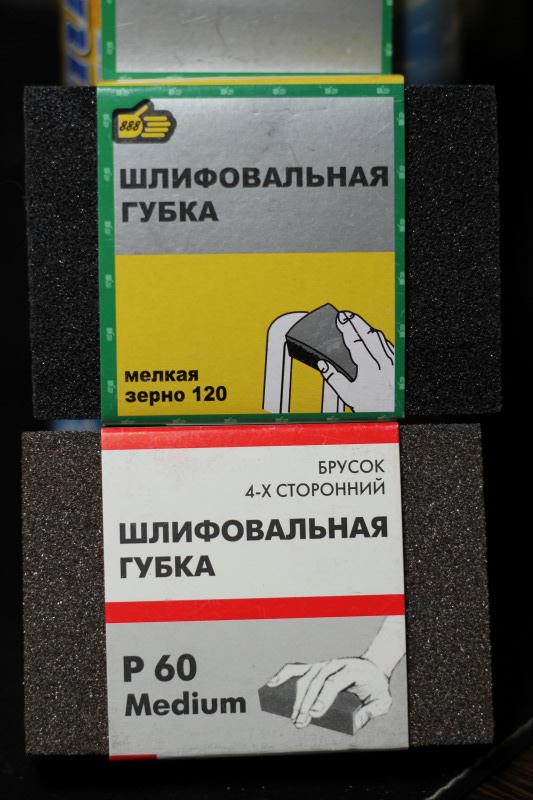 888
ШЛИФОВАЛЬНАЯ
ГУБКА
мелкая
зерно 120
БРУСОК
4-Х СТОРОННИЙ
ШЛИФОВАЛЬНАЯ
ГУБКА
P 60
Medium